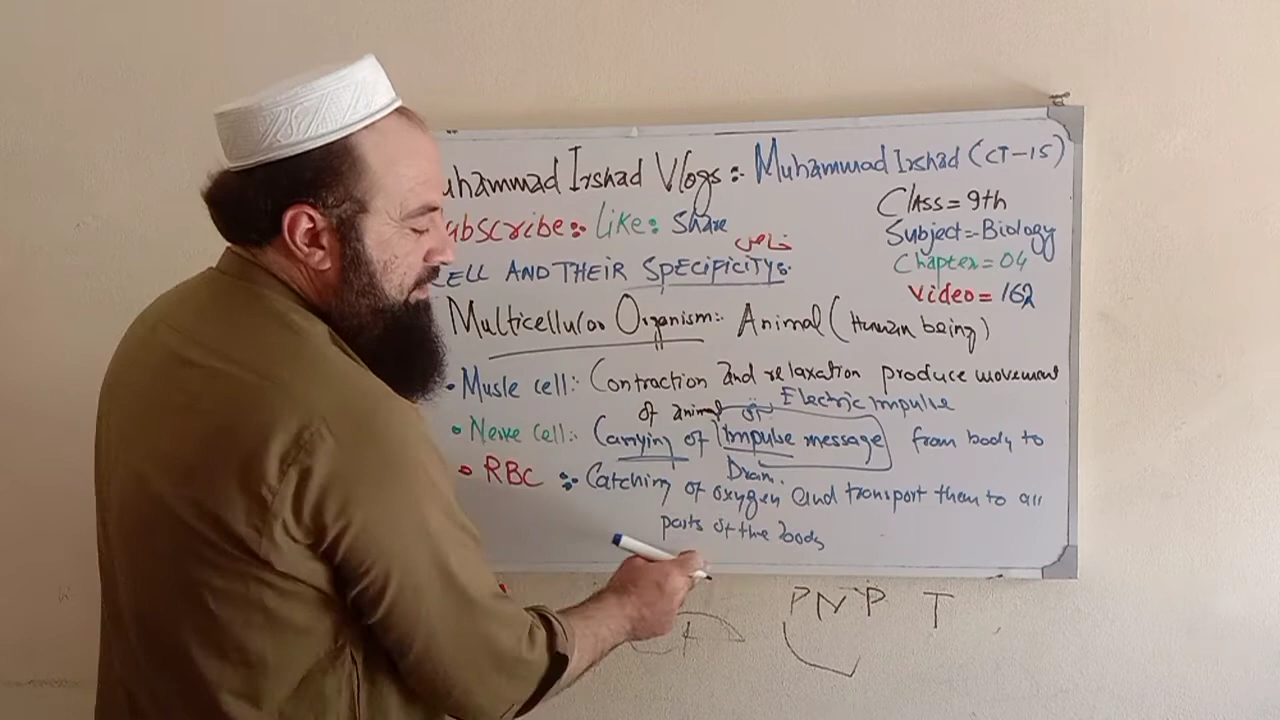 uhammad Irshad Vlogs:- Muhammad Irshad (CT-15)
Class = 9th
ubscribe: Like: Share
Subject:- Biology
خاص
Chapter = 04
CELL AND THEIR SPECIFICITYS.
Video = 162
Multicellular Organism:- Animal (Human being)
• Musle cell:- Contraction and relaxation produce movement
of animal Electric impulse
• Nerve cell:- Carrying of impulse message from body to
• RBC :- Catching of oxygen and transport them to all
parts of the body
PNP T